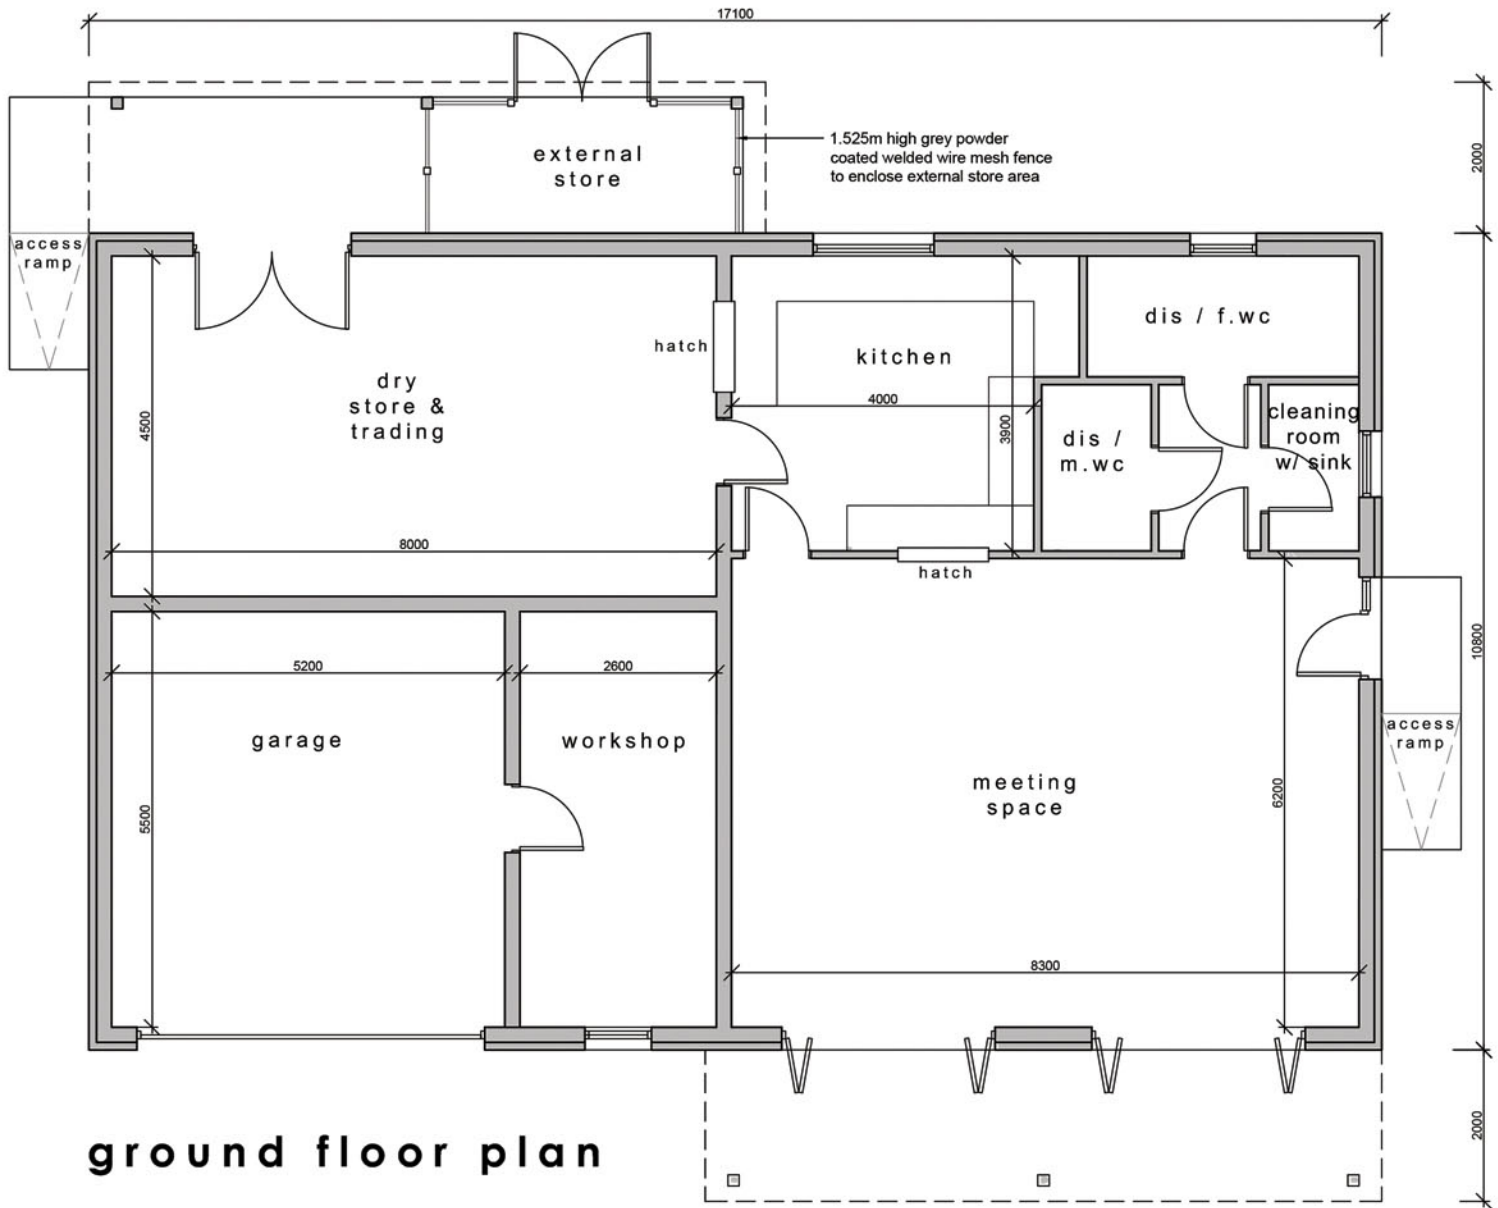 17100
external
store
1.525m high grey powder
coated welded wire mesh fence
to enclose external store area
2000
access
ramp
dis / f.wc
hatch
kitchen
dry
store &
trading
4500
4000
3900
cleaning
room
w/ sink
dis /
m.wc
8000
hatch
10800
5200
2600
garage
workshop
access
ramp
meeting
space
5500
6200
8300
2000
ground floor plan